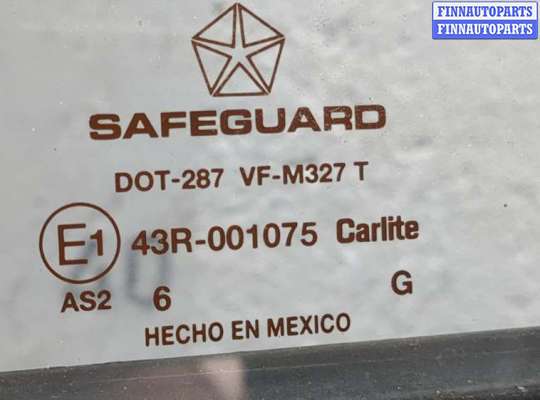 FINNAUTOPARTS
FINNAUTOPARTS
SAFEGUARD
DOT-287 VF-M327 T
E1 43R-001075 Carlite
AS2 6 G
HECHO EN MEXICO